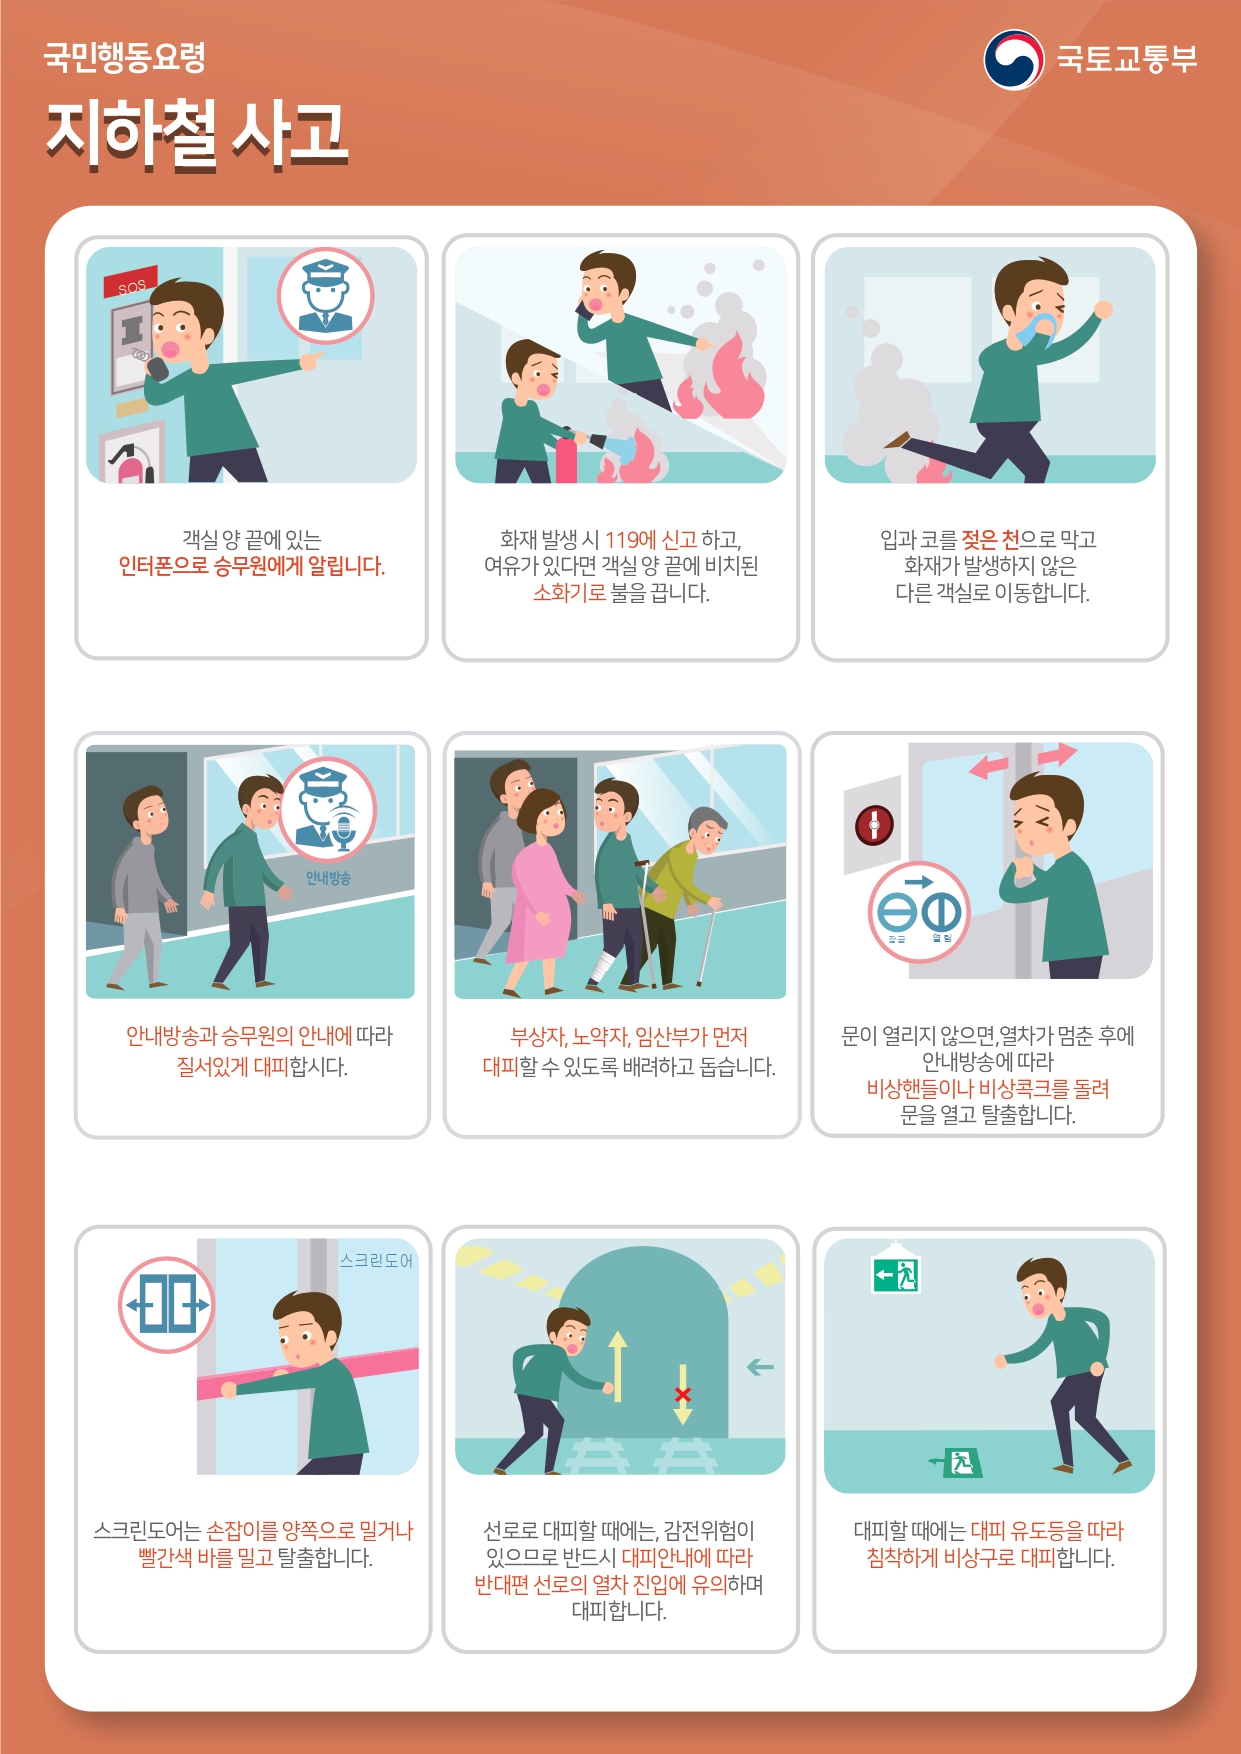 국민행동요령
국토교통부
지하철 사고
SOS
객실 양 끝에 있는
인터폰으로 승무원에게 알립니다.
화재 발생 시 119에 신고 하고,
여유가 있다면 객실 양 끝에 비치된
소화기로 불을 끕니다.
입과 코를 젖은 천으로 막고
화재가 발생하지 않은
다른 객실로 이동합니다.
안내방송
안내방송과 승무원의 안내에 따라
질서있게 대피합시다.
부상자, 노약자, 임산부가 먼저
대피할 수 있도록 배려하고 돕습니다.
잠금
열림
문이 열리지 않으면,열차가 멈춘 후에
안내방송에 따라
비상핸들이나 비상콕크를 돌려
문을 열고 탈출합니다.
스크린도어
스크린도어는 손잡이를 양쪽으로 밀거나
빨간색 바를 밀고 탈출합니다.
선로로 대피할 때에는, 감전위험이
있으므로 반드시 대피안내에 따라
반대편 선로의 열차 진입에 유의하며
대피합니다.
대피할 때에는 대피 유도등을 따라
침착하게 비상구로 대피합니다.